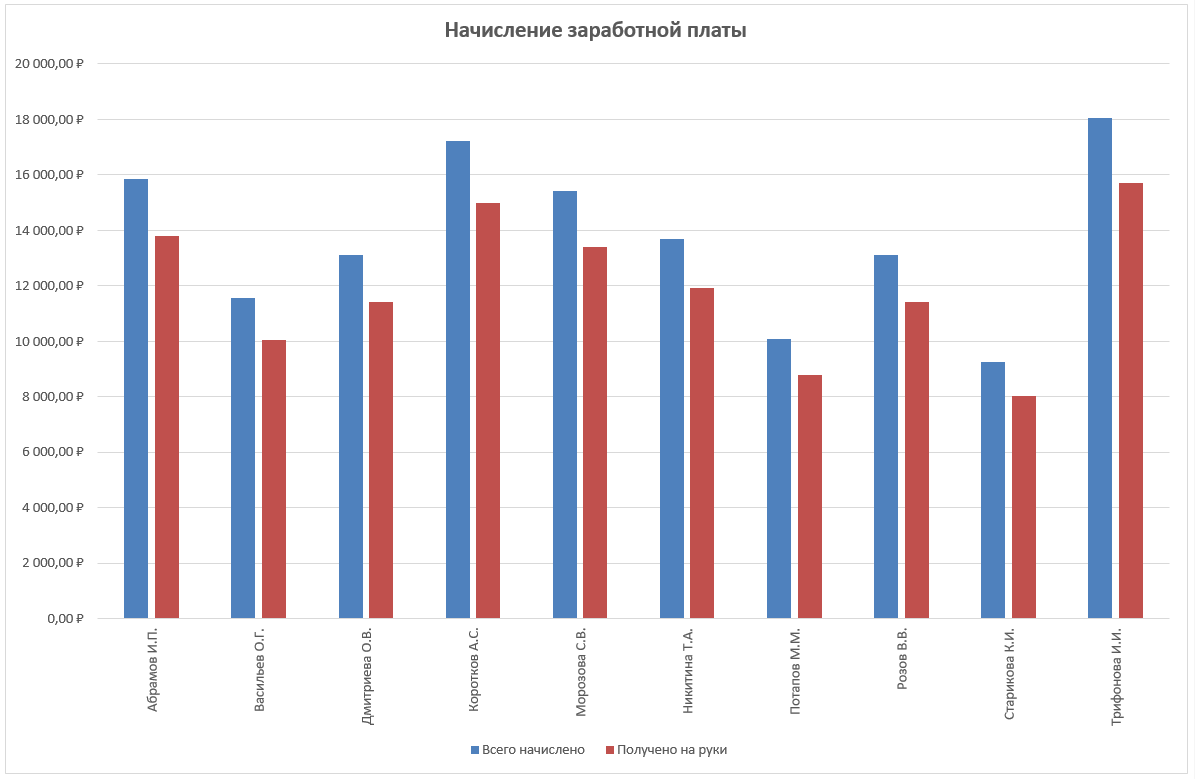 Начисление заработной платы
20 000,00 ₽
18 000,00 ₽
16 000,00 ₽
14 000,00 ₽
12 000,00 ₽
10 000,00 ₽
8 000,00 ₽
6 000,00 ₽
4 000,00 ₽
2 000,00 ₽
0,00 ₽
Абрамов И.П.
Васильев О.Г.
Дмитриева О.В.
Коротков А.С.
Морозова С.В.
Никитина Т.А.
Потапов М.М.
Розов В.В.
Старикова К.И.
Трифонова И.И.
Всего начислено
Получено на руки